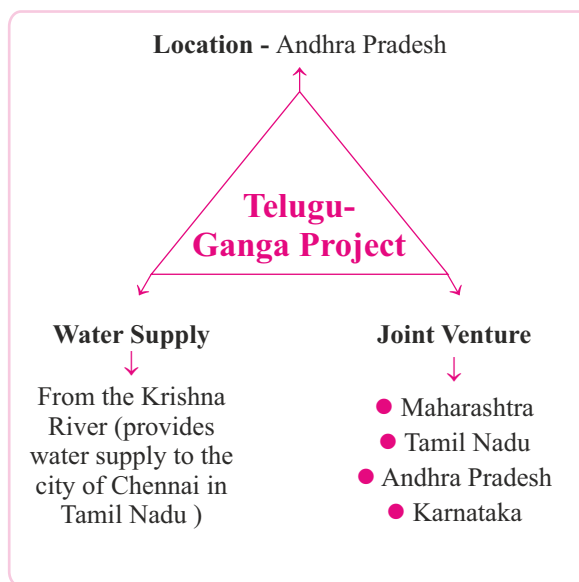 Location - Andhra Pradesh
Telugu-
Ganga Project
Water Supply
From the Krishna
River (provides
water supply to the
city of Chennai in
Tamil Nadu )
Joint Venture
● Maharashtra
● Tamil Nadu
● Andhra Pradesh
● Karnataka